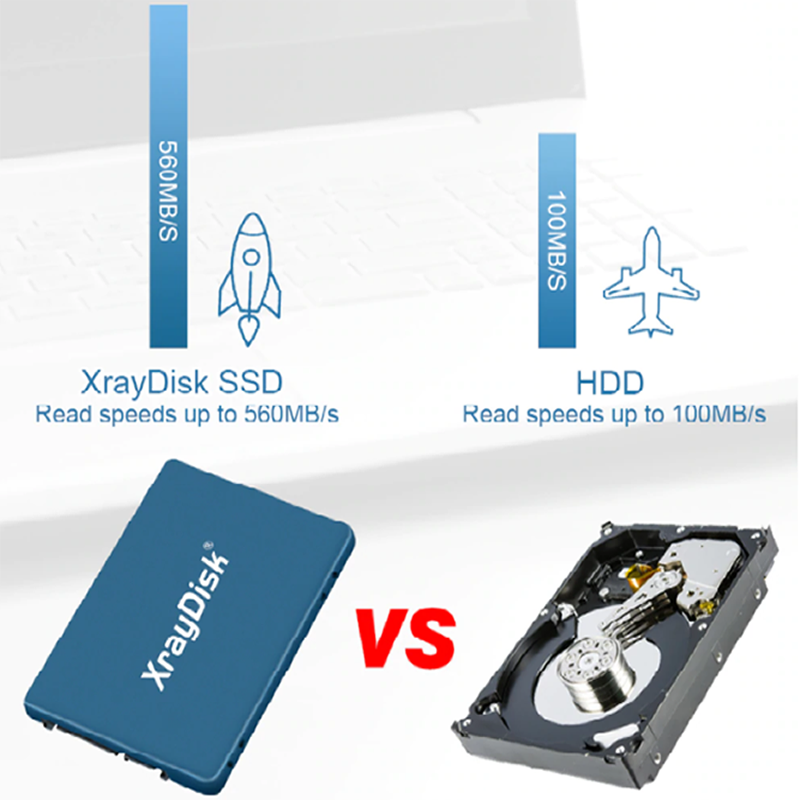 560MB/S
100MB/S
XrayDisk SSD
Read speeds up to 560MB/s
HDD
Read speeds up to 100MB/s
XrayDisk®
VS